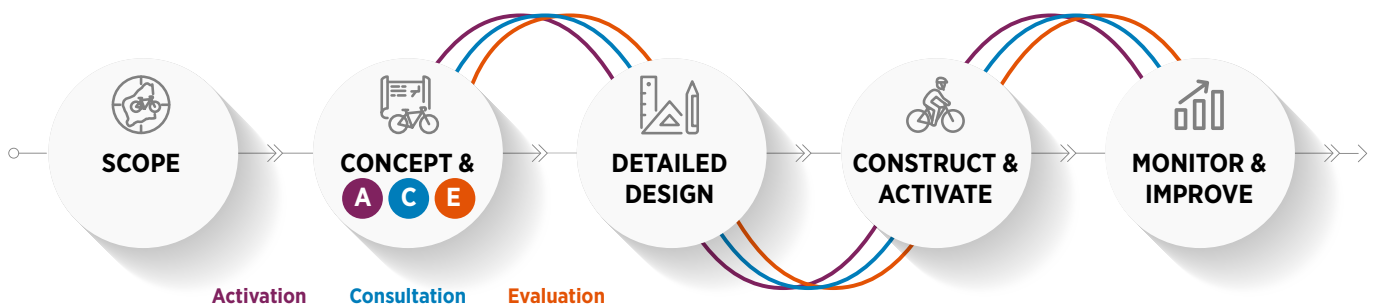 SCOPE
CONCEPT &
A C E
DETAILED
DESIGN
CONSTRUCT &
ACTIVATE
MONITOR &
IMPROVE
Activation Consultation Evaluation